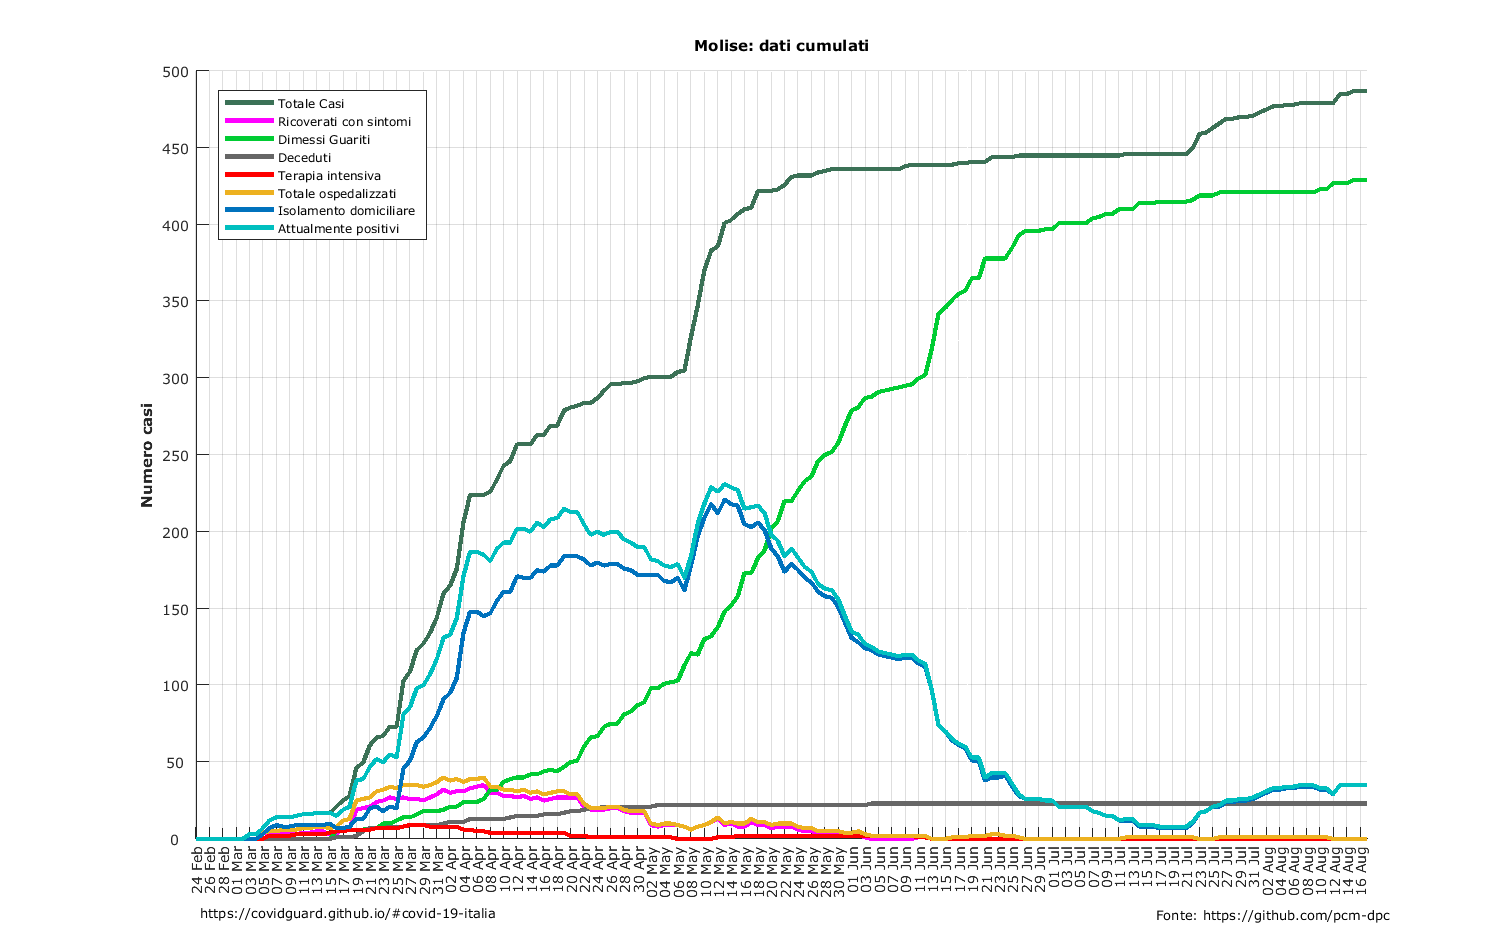 Molise: dati cumulati
Numero casi
500
450
400
350
300
250
200
150
100
50
0
Totale Casi
Ricoverati con sintomi
Dimessi Guariti
Deceduti
Terapia intensiva
Totale ospedalizzati
Isolamento domiciliare
Attualmente positivi
24 Feb
26 Feb
28 Feb
01 Mar
03 Mar
05 Mar
07 Mar
09 Mar
11 Mar
13 Mar
15 Mar
17 Mar
19 Mar
21 Mar
23 Mar
25 Mar
27 Mar
29 Mar
31 Mar
02 Apr
04 Apr
06 Apr
08 Apr
10 Apr
12 Apr
14 Apr
16 Apr
18 Apr
20 Apr
22 Apr
24 Apr
26 Apr
28 Apr
30 Apr
02 May
04 May
06 May
08 May
10 May
12 May
14 May
16 May
18 May
20 May
22 May
24 May
26 May
28 May
30 May
01 Jun
03 Jun
05 Jun
07 Jun
09 Jun
11 Jun
13 Jun
15 Jun
17 Jun
19 Jun
21 Jun
23 Jun
25 Jun
27 Jun
29 Jun
01 Jul
03 Jul
05 Jul
07 Jul
09 Jul
11 Jul
13 Jul
15 Jul
17 Jul
19 Jul
21 Jul
23 Jul
25 Jul
27 Jul
29 Jul
31 Jul
02 Aug
04 Aug
06 Aug
08 Aug
10 Aug
12 Aug
14 Aug
16 Aug
https://covidguard.github.io/#covid-19-italia
Fonte: https://github.com/pcm-dpc